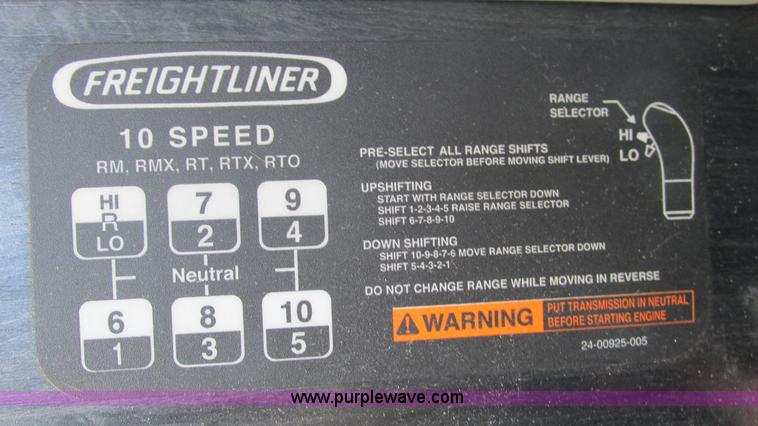 FREIGHTLINER
10 SPEED
RM, RMX, RT, RTX, RTO
HI
R
LO
7
2
9
4
Neutral
6
1
8
3
10
5
RANGE
SELECTOR
HI
LO
PRE-SELECT ALL RANGE SHIFTS
(MOVE SELECTOR BEFORE MOVING SHIFT LEVER)
UPSHIFTING
START WITH RANGE SELECTOR DOWN
SHIFT 1-2-3-4-5 RAISE RANGE SELECTOR
SHIFT 6-7-8-9-10
DOWN SHIFTING
SHIFT 10-9-8-7-6 MOVE RANGE SELECTOR DOWN
SHIFT 5-4-3-2-1
DO NOT CHANGE RANGE WHILE MOVING IN REVERSE
WARNING
PUT TRANSMISSION IN NEUTRAL
BEFORE STARTING ENGINE
24-00925-005
www.purplewave.com